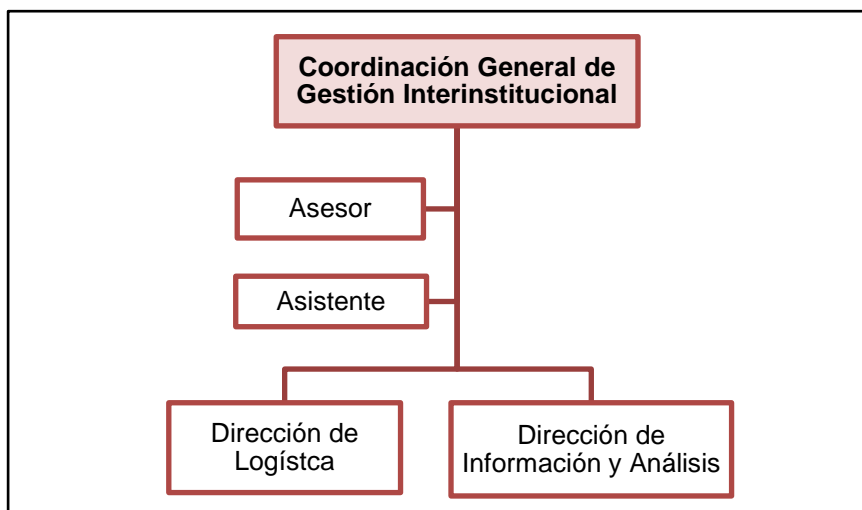 Coordinación General de
Gestión Interinstitucional
Asesor
Asistente
Dirección de
Logístca
Dirección de
Información y Análisis